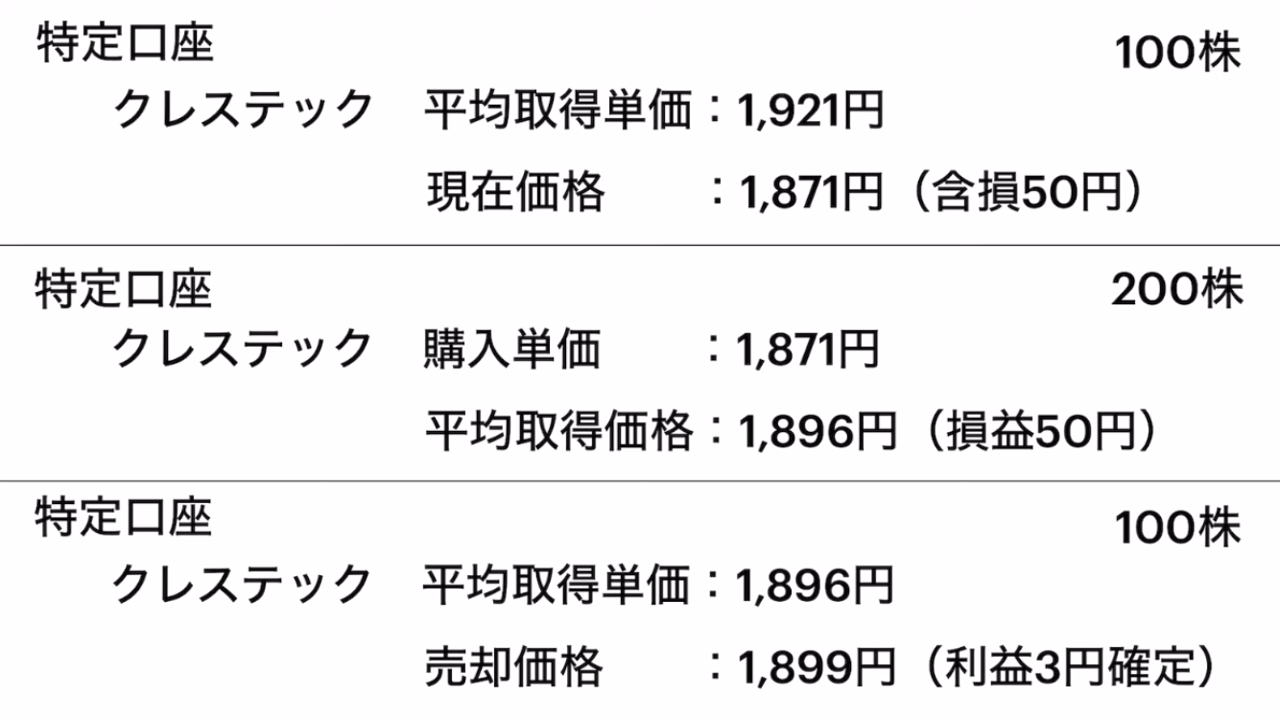 特定口座 100株
クレステック 平均取得単価：1,921円
現在価格 ：1,871円（含損50円）
特定口座 200株
クレステック 購入単価 ：1,871円
平均取得価格：1,896円（損益50円）
特定口座 100株
クレステック 平均取得単価：1,896円
売却価格 ：1,899円（利益3円確定）